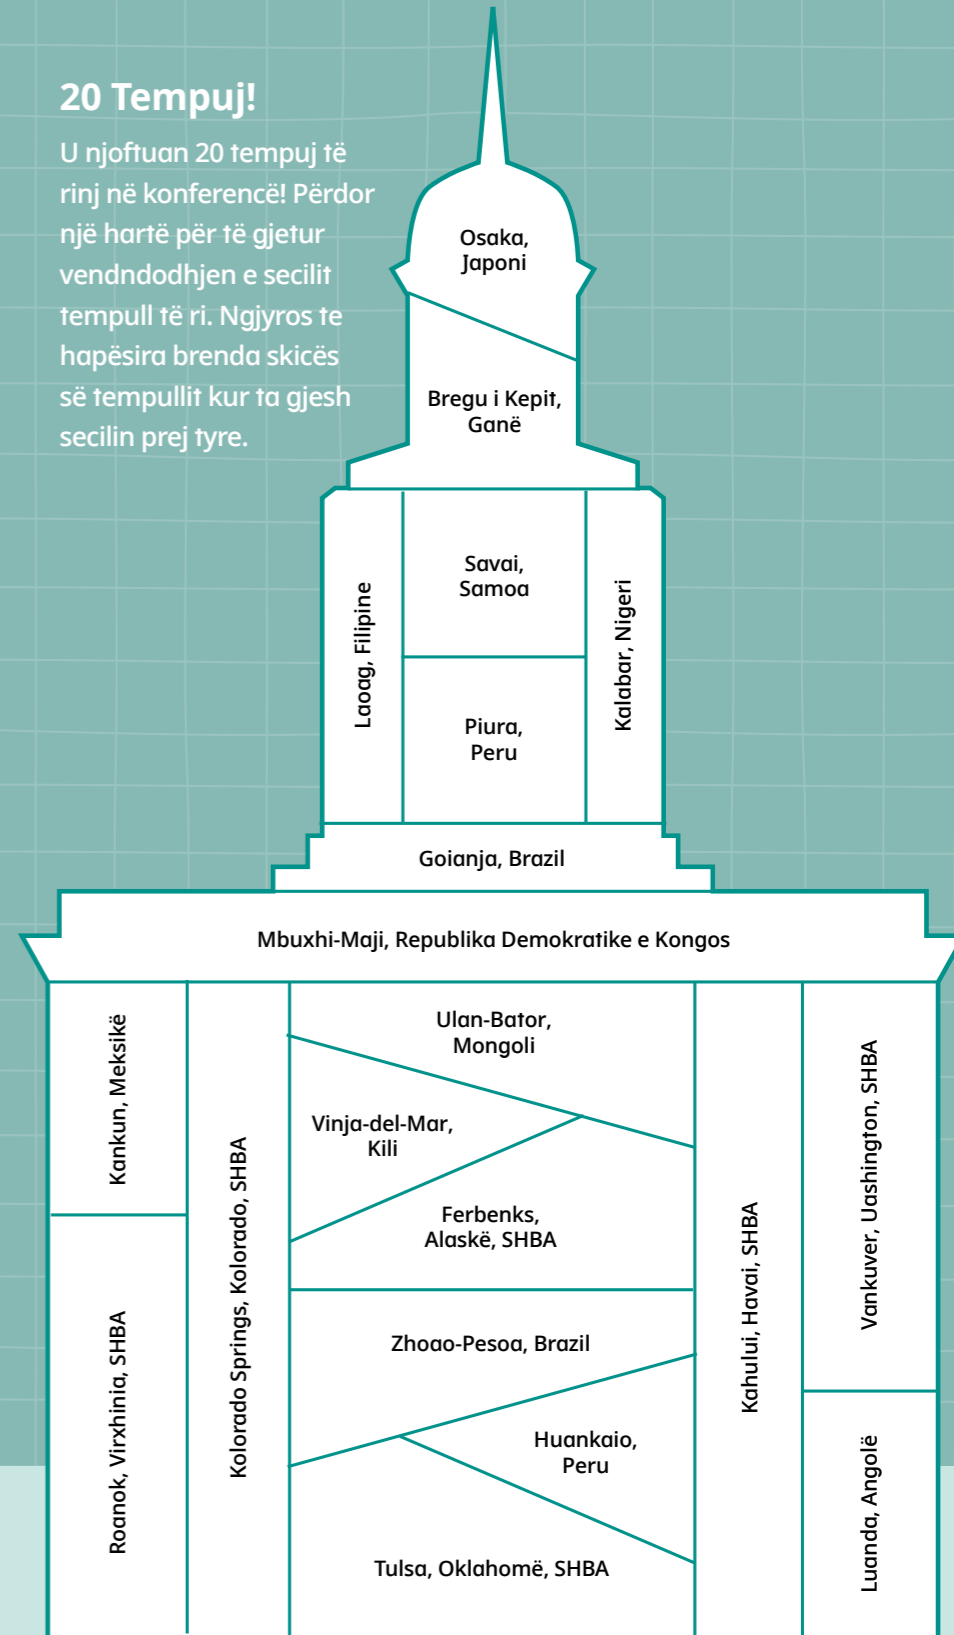 20 Tempuj!
U njoftuan 20 tempuj të
rinj në konferencë! Përdor
një hartë për të gjetur
vendndodhjen e secilit
tempull të ri. Ngjyros te
hapësira brenda skicës
së tempullit kur ta gjesh
secilin prej tyre.
Osaka,
Japoni
Bregu i Kepit,
Ganë
Laoag, Filipine
Savai,
Samoa
Piura,
Peru
Kalabar, Nigeri
Goianja, Brazil
Mbuxhi-Maji, Republika Demokratike e Kongos
Kankun, Meksikë
Roanok, Virxhinia, SHBA
Kolorado Springs, Kolorado, SHBA
Ulan-Bator,
Mongoli
Vinja-del-Mar,
Kili
Ferbenks,
Alaskë, SHBA
Zhoao-Pesoa, Brazil
Huankaio,
Peru
Tulsa, Oklahomë, SHBA
Kahului, Havai, SHBA
Vankuver, Uashington, SHBA
Luanda, Angolë